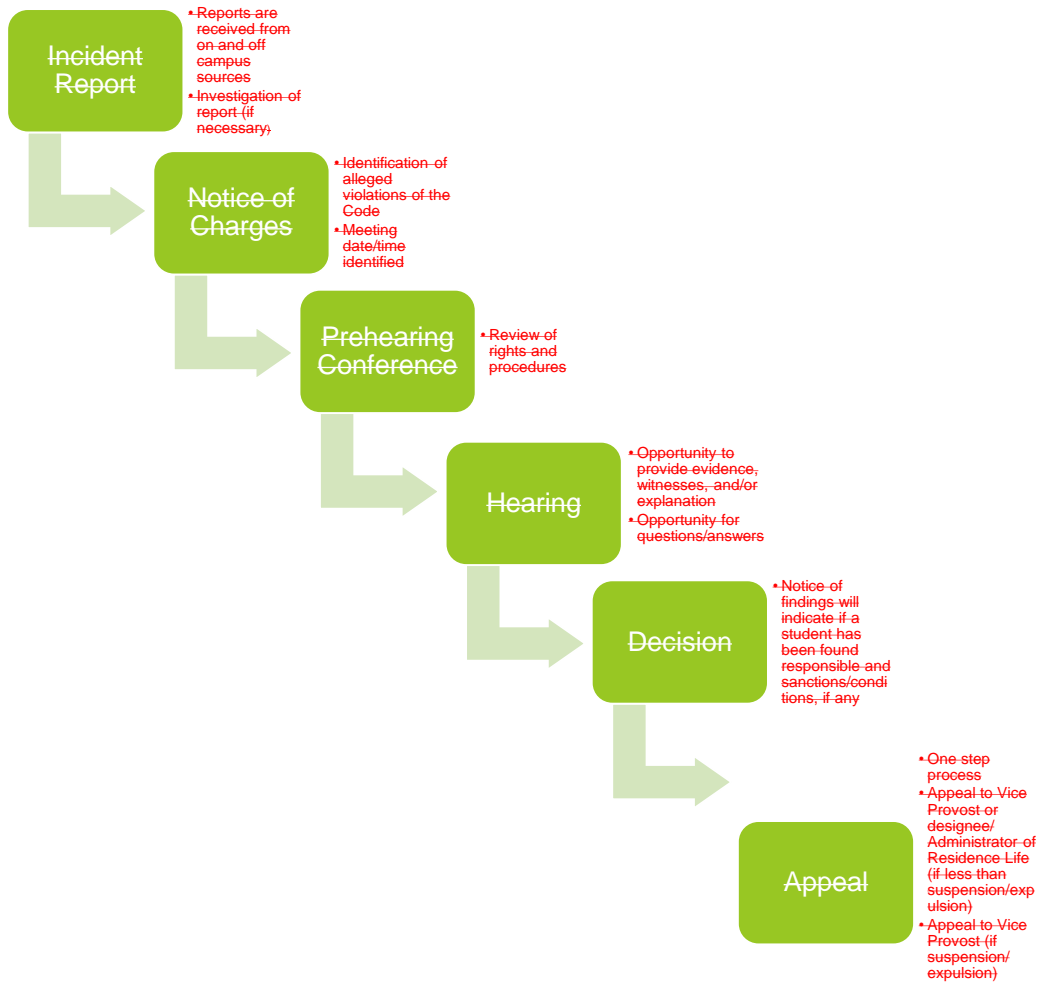 Incident
Report
• Reports are
received from
on and off
campus
sources
• Investigation of
report (if
necessary)
Notice of
Charges
• Identification of
alleged
violations of the
Code
• Meeting
date/time
identified
Prehearing
Conference
• Review of
rights and
procedures
Hearing
• Opportunity to
provide evidence,
witnesses, and/or
explanation
• Opportunity for
questions/answers
Decision
• Notice of
findings will
indicate if a
student has
been found
responsible and
sanctions/condi
tions, if any
Appeal
• One step
process
• Appeal to Vice
Provost or
designee/
Administrator of
Residence Life
(if less than
suspension/exp
ulsion)
• Appeal to Vice
Provost (if
suspension/
expulsion)